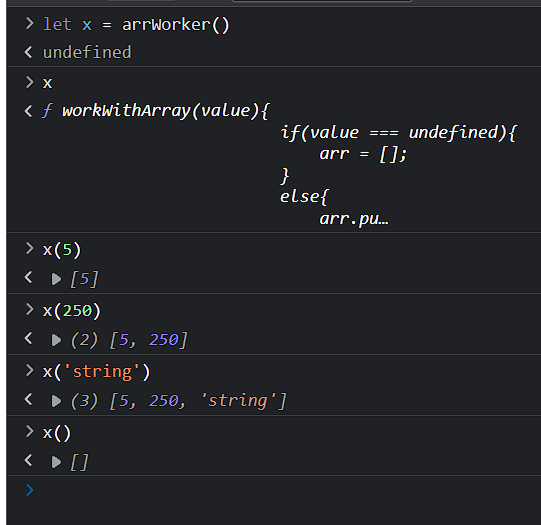 > let x = arrWorker()
< undefined
> x
< ƒ workWithArray(value){
if(value === undefined){
arr = [];
}
else{
arr.pu…
> x(5)
< ▶ [5]
> x(250)
< ▶ (2) [5, 250]
> x('string')
< ▶ (3) [5, 250, 'string']
> x()
< ▶ []
>